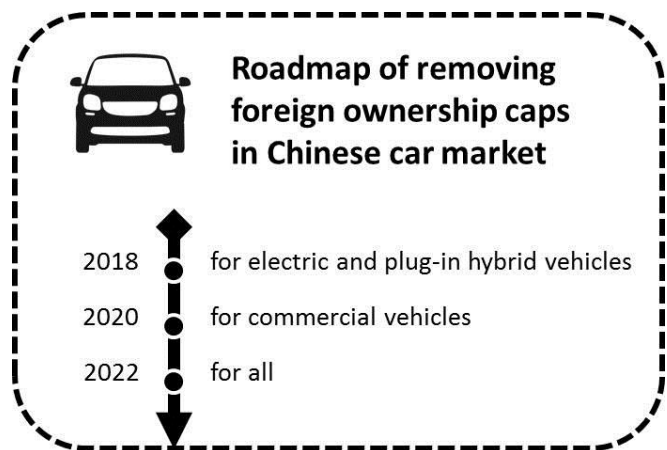 Roadmap of removing
foreign ownership caps
in Chinese car market
2018 for electric and plug-in hybrid vehicles
2020 for commercial vehicles
2022 for all